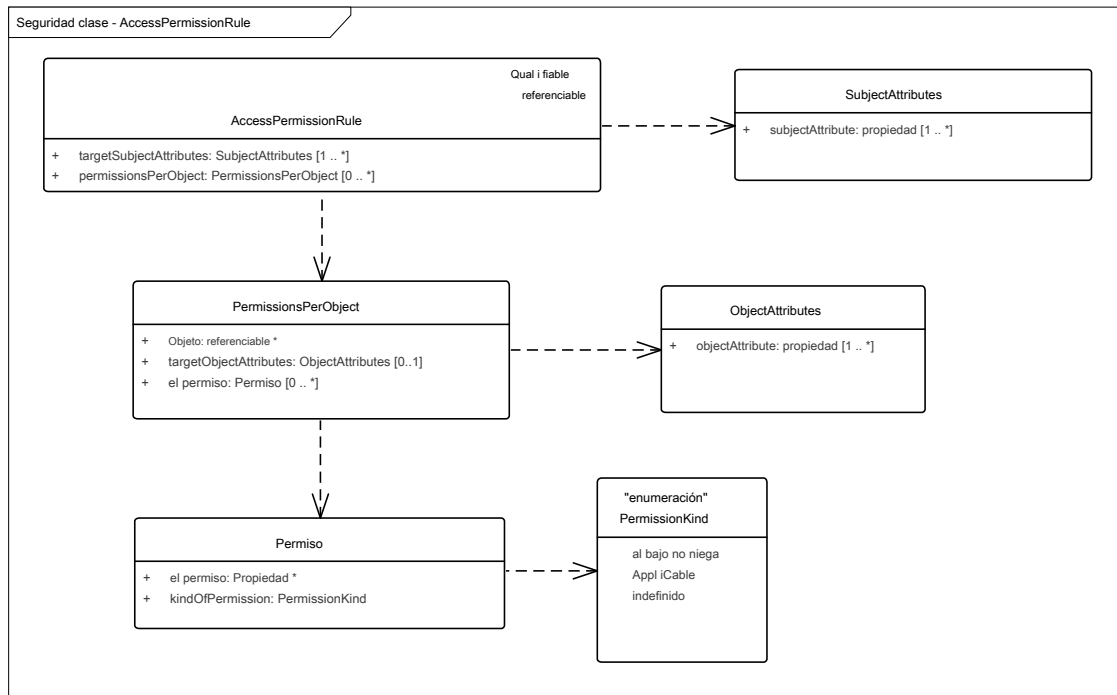 Seguridad clase - AccessPermissionRule
Qual i fiable
referenciable
AccessPermissionRule
+ targetSubjectAttributes: SubjectAttributes [1 .. *]
+ permissionsPerObject: PermissionsPerObject [0 .. *]
SubjectAttributes
+ subjectAttribute: propiedad [1 .. *]
PermissionsPerObject
+ Objeto: referenciable *
+ targetObjectAttributes: ObjectAttributes [0..1]
+ el permiso: Permiso [0 .. *]
ObjectAttributes
+ objectAttribute: propiedad [1 .. *]
Permiso
+ el permiso: Propiedad *
+ kindOfPermission: PermissionKind
"enumeración"
PermissionKind
al bajo no niega
Appl iCable
indefinido